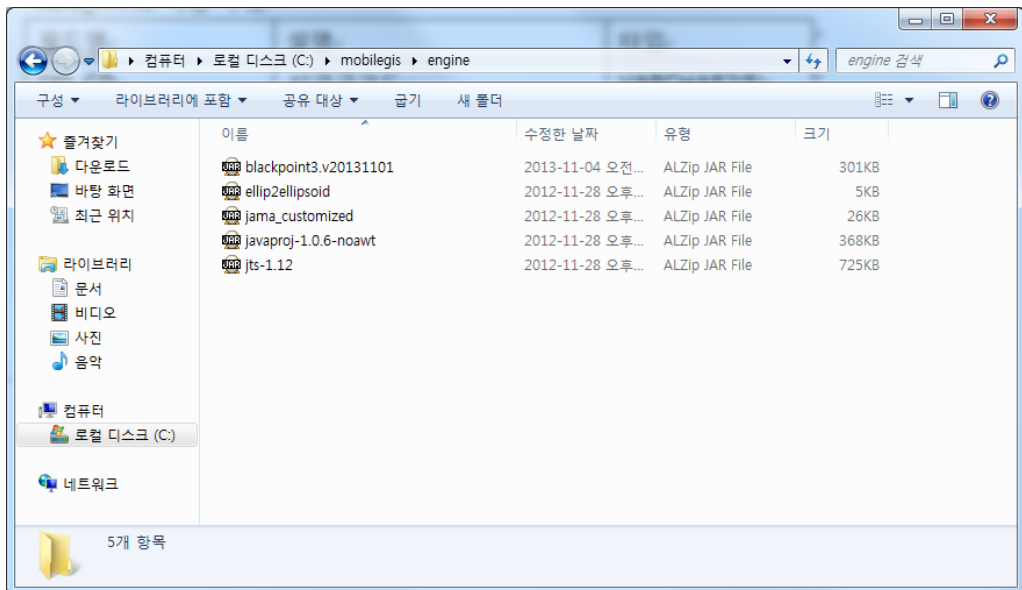 컴퓨터 ▸ 로컬 디스크 (C:) ▸ mobilegis ▸ engine
engine 검색
구성 라이브러리에 포함 공유 대상 굽기 새 폴더
이름 수정한 날짜 유형 크기
즐겨찾기
다운로드
바탕 화면
최근 위치
라이브러리
문서
비디오
사진
음악
컴퓨터
로컬 디스크 (C:)
네트워크
blackpoint3.v20131101 2013-11-04 오전... ALZip JAR File 301KB
ellip2ellipsoid 2012-11-28 오후... ALZip JAR File 5KB
jama_customized 2012-11-28 오후... ALZip JAR File 26KB
javaproj-1.0.6-noawt 2012-11-28 오후... ALZip JAR File 368KB
jts-1.12 2012-11-28 오후... ALZip JAR File 725KB
5개 항목